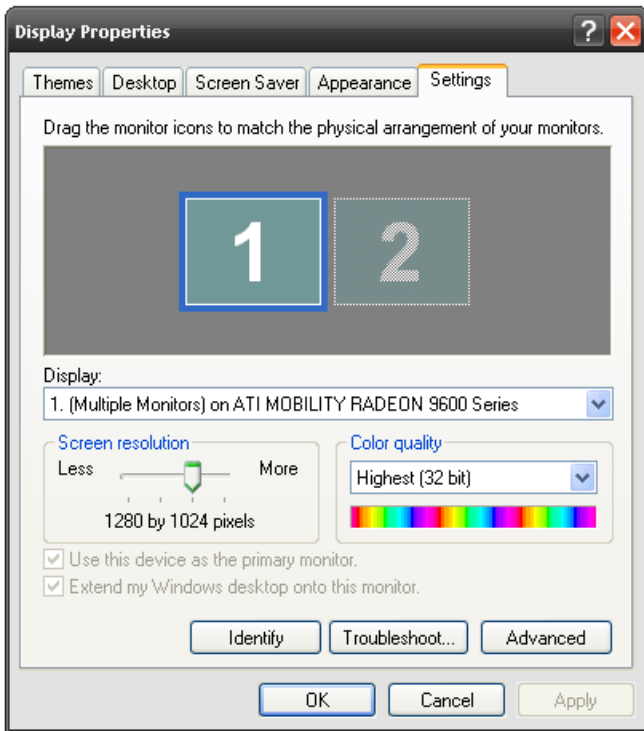 Display Properties
Themes Desktop Screen Saver Appearance Settings
Drag the monitor icons to match the physical arrangement of your monitors.
1 2
Display:
1. (Multiple Monitors) on ATI MOBILITY RADEON 9600 Series
Screen resolution
Less More
1280 by 1024 pixels
Color quality
Highest (32 bit)
Use this device as the primary monitor.
Extend my Windows desktop onto this monitor.
Identify Troubleshoot... Advanced
OK Cancel Apply